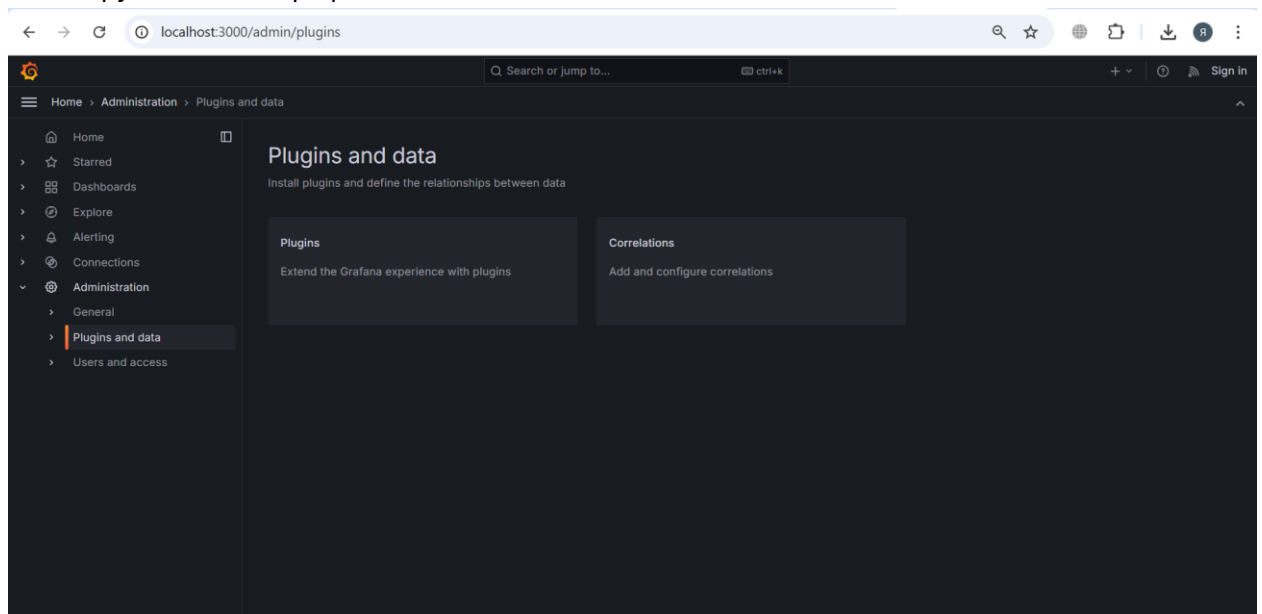 localhost:3000/admin/plugins
Я
Search or jump to...
ctrl+k
Sign in
Home › Administration › Plugins and data
Home
Starred
Dashboards
Explore
Alerting
Connections
Administration
General
Plugins and data
Users and access
Plugins and data
Install plugins and define the relationships between data
Plugins
Extend the Grafana experience with plugins
Correlations
Add and configure correlations